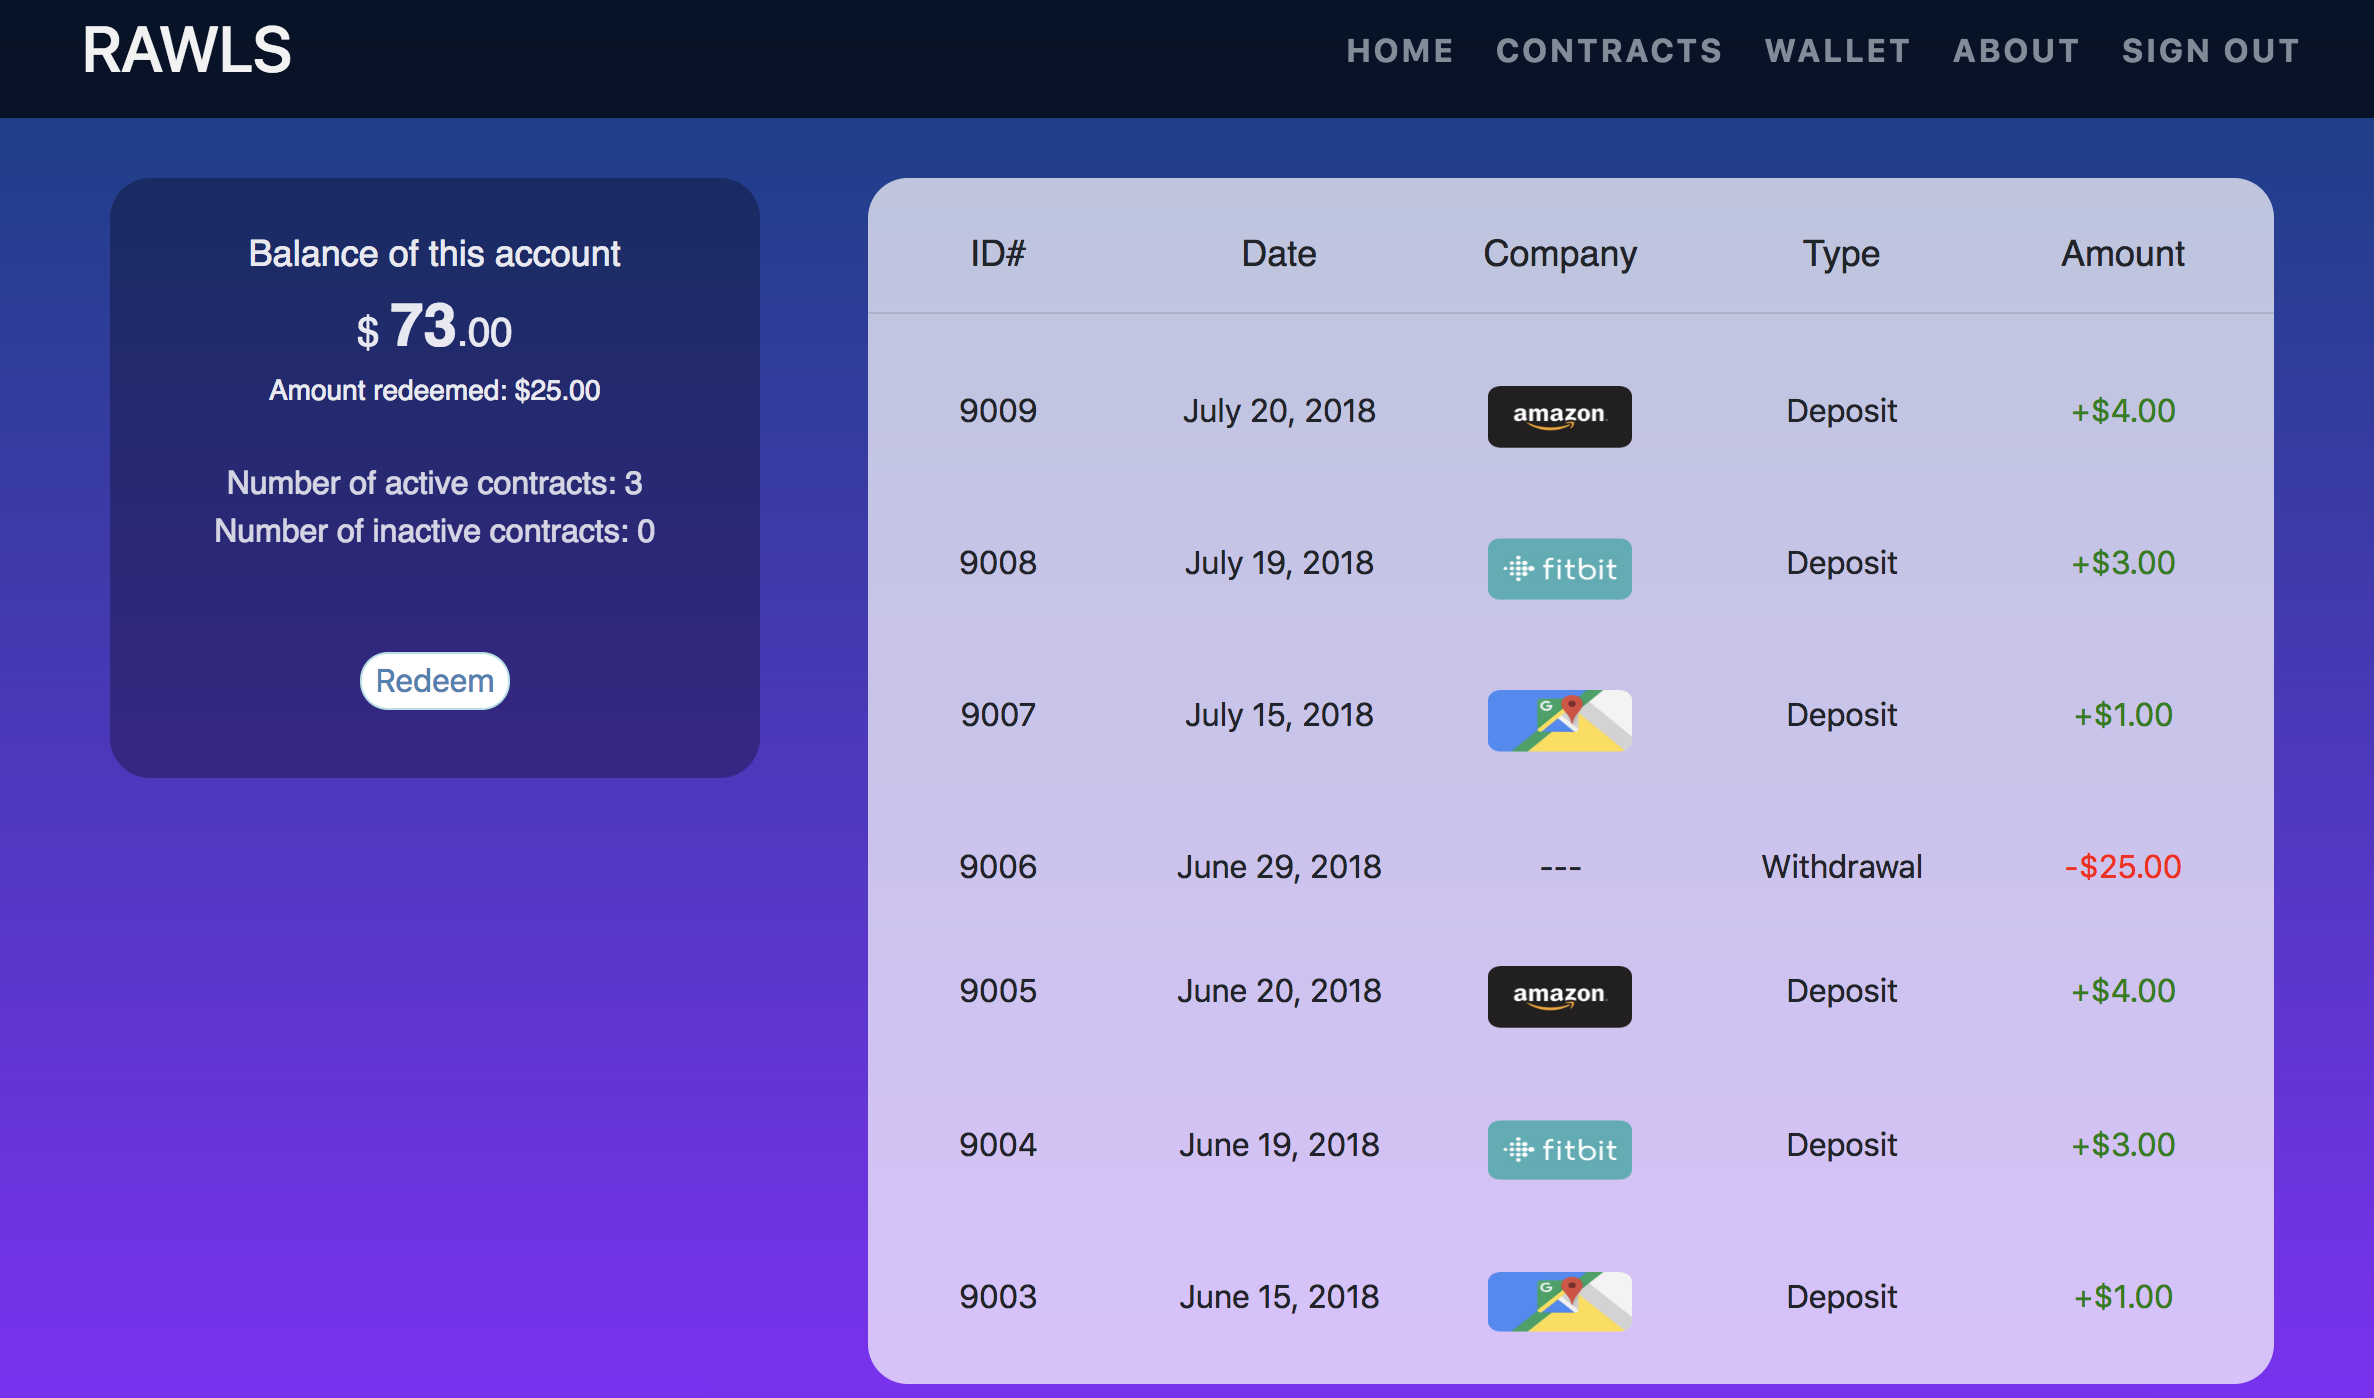 RAWLS
HOME CONTRACTS WALLET ABOUT SIGN OUT
Balance of this account
$ 73.00
Amount redeemed: $25.00
Number of active contracts: 3
Number of inactive contracts: 0
Redeem
ID# Date Company Type Amount
9009 July 20, 2018 amazon Deposit +$4.00
9008 July 19, 2018 fitbit Deposit +$3.00
9007 July 15, 2018 G Deposit +$1.00
9006 June 29, 2018 --- Withdrawal -$25.00
9005 June 20, 2018 amazon Deposit +$4.00
9004 June 19, 2018 fitbit Deposit +$3.00
9003 June 15, 2018 G Deposit +$1.00